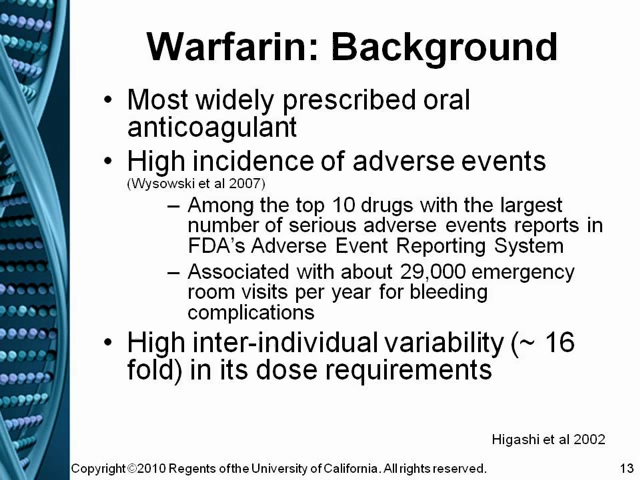 Warfarin: Background
• Most widely prescribed oral
anticoagulant
• High incidence of adverse events
(Wysowski et al 2007)
– Among the top 10 drugs with the largest
number of serious adverse events reports in
FDA's Adverse Event Reporting System
– Associated with about 29,000 emergency
room visits per year for bleeding
complications
• High inter-individual variability (~ 16
fold) in its dose requirements
Higashi et al 2002
Copyright ©2010 Regents of the University of California. All rights reserved. 13